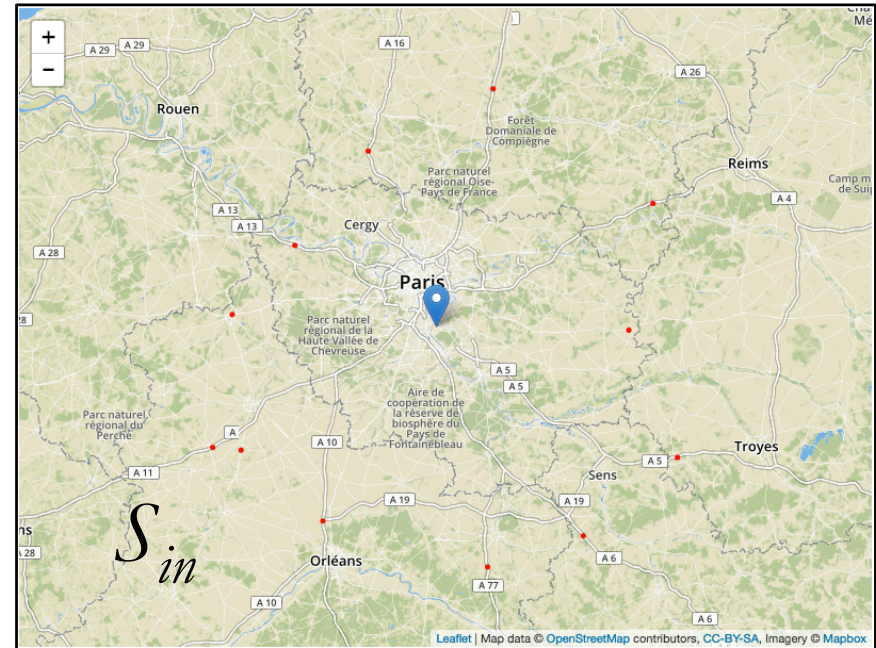 +
−
A 29
A 29
A 16
A 26
Rouen
Forêt
Domaniale de
Compiègne
Reims
Parc naturel
régional Oise-
Pays de France
A 4
A 13
A 13
Cergy
A 28
Paris
Parc naturel
régional de la
Haute Vallée de
Chevreuse
A 5
A 5
Aire de
coopération de
la réserve de
biosphère du
Pays de
Fontainebleau
Parc naturel
régional du
Perche
A
A 10
A 11
Troyes
A 5
Sens
A 19
A 19
S in
28
Orléans
A 6
A 77
A 10
A 6
Leaflet | Map data © OpenStreetMap contributors, CC-BY-SA, Imagery © Mapbox